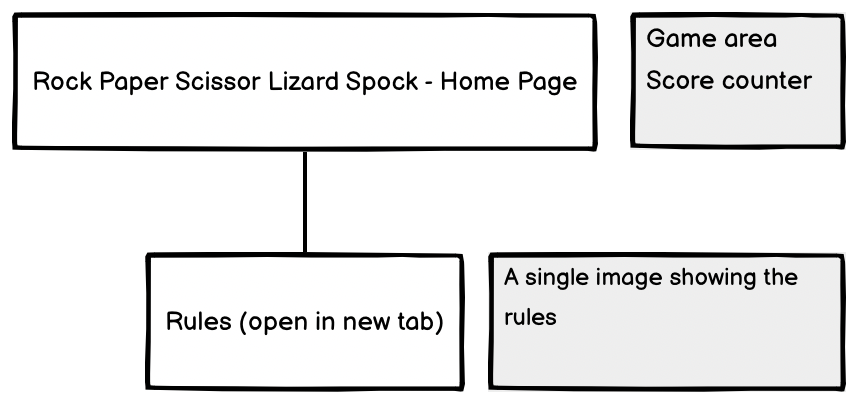 Rock Paper Scissor Lizard Spock - Home Page
Game area
Score counter
Rules (open in new tab)
A single image showing the
rules